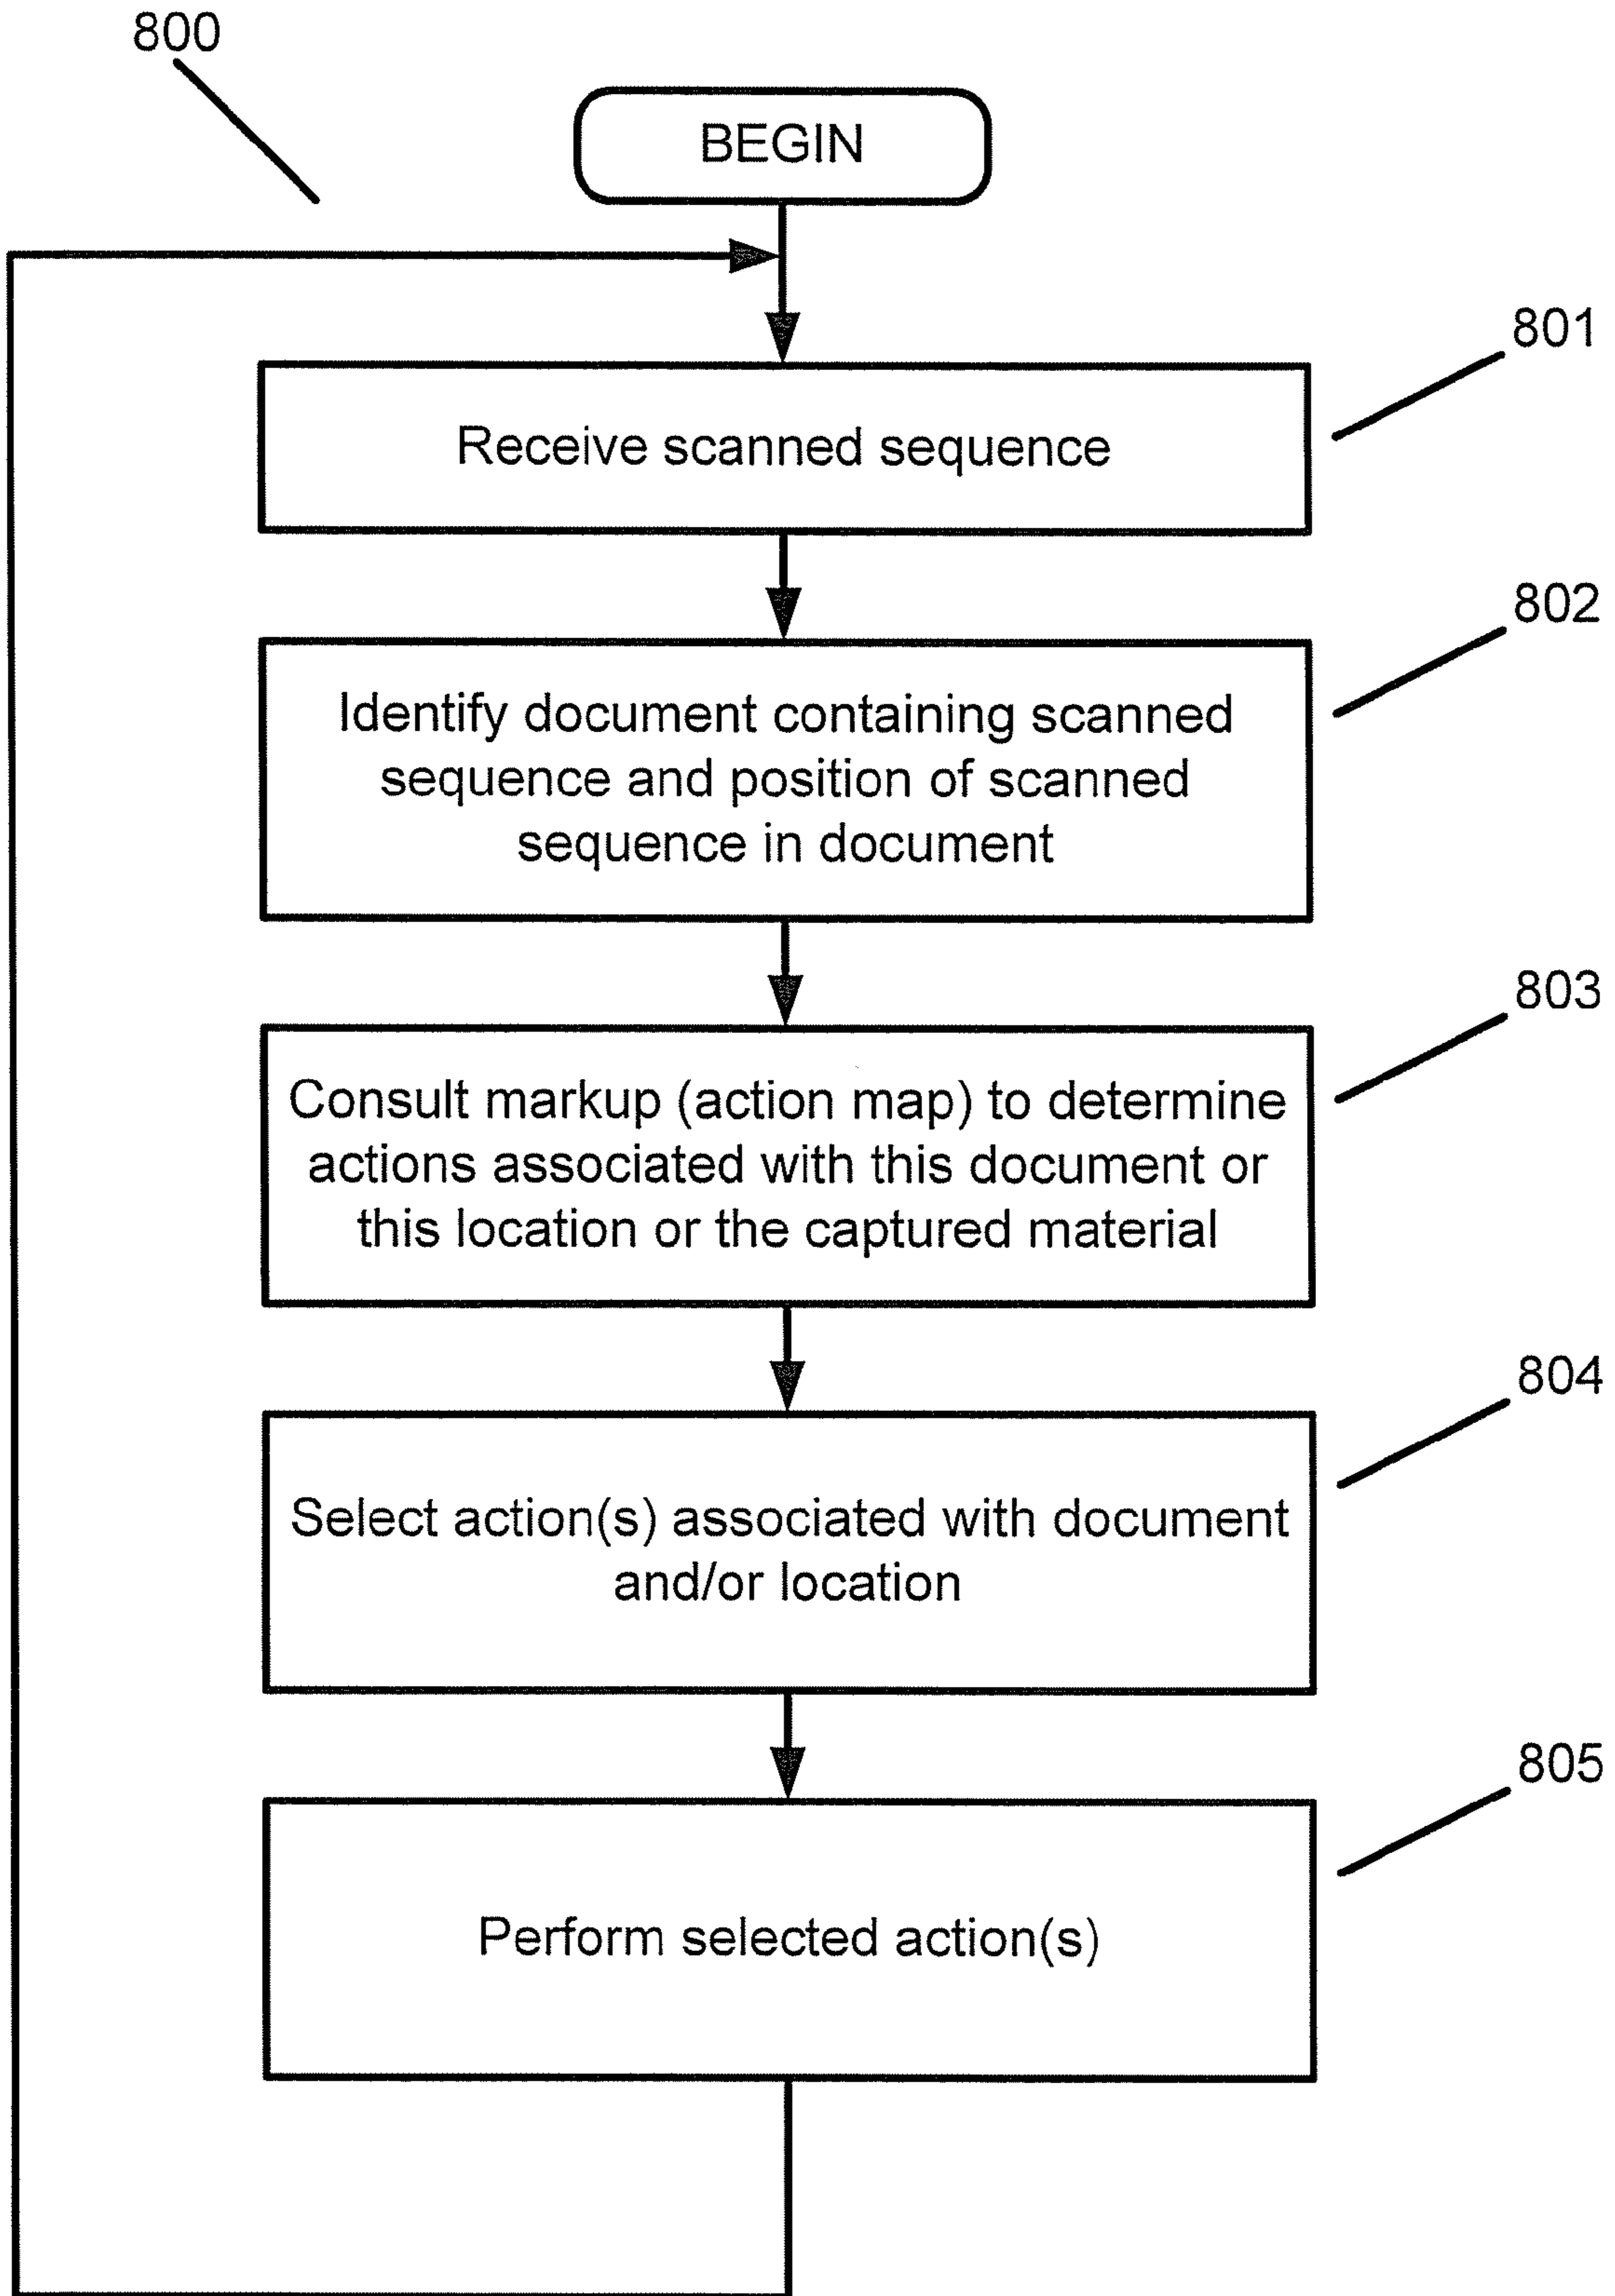 800
BEGIN
801
Receive scanned sequence
802
Identify document containing scanned
sequence and position of scanned
sequence in document
803
Consult markup (action map) to determine
actions associated with this document or
this location or the captured material
804
Select action(s) associated with document
and/or location
805
Perform selected action(s)